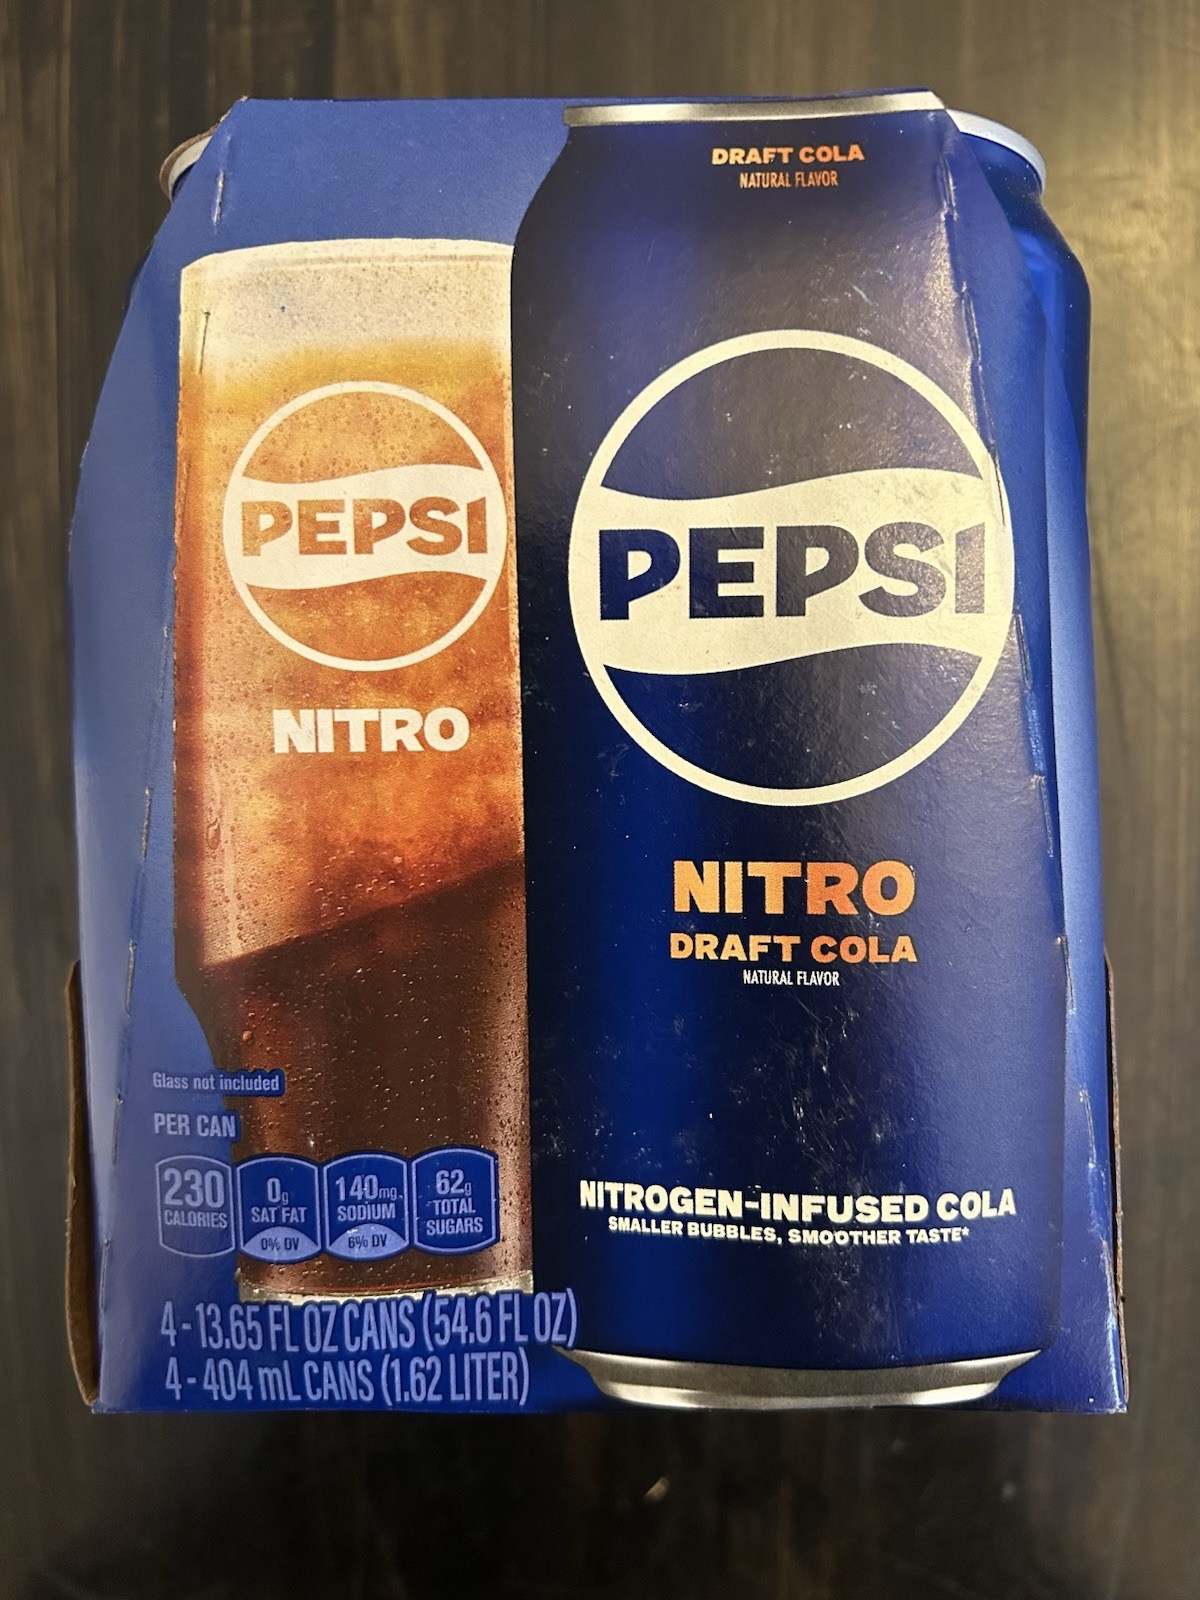 DRAFT COLA
NATURAL FLAVOR
PEPSI
NITRO
PEPSI
NITRO
DRAFT COLA
NATURAL FLAVOR
NITROGEN-INFUSED COLA
SMALLER BUBBLES, SMOOTHER TASTE*
Glass not included
PER CAN
230 CALORIES
0g SAT FAT 0% DV
140mg SODIUM 6% DV
62g TOTAL SUGARS
4-13.65 FL OZ CANS (54.6 FL OZ)
4-404 mL CANS (1.62 LITER)